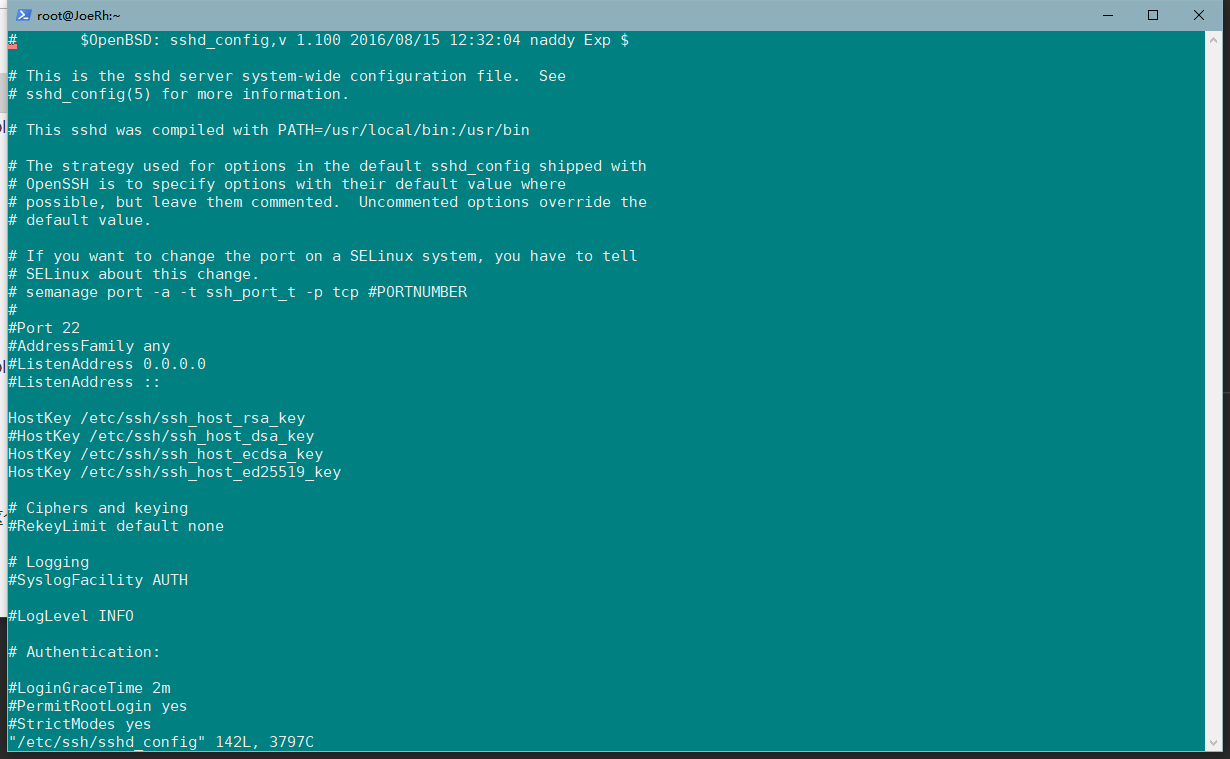 root@JoeRh:~
#       $OpenBSD: sshd_config,v 1.100 2016/08/15 12:32:04 naddy Exp $
# This is the sshd server system-wide configuration file.  See
# sshd_config(5) for more information.
# This sshd was compiled with PATH=/usr/local/bin:/usr/bin
# The strategy used for options in the default sshd_config shipped with
# OpenSSH is to specify options with their default value where
# possible, but leave them commented.  Uncommented options override the
# default value.
# If you want to change the port on a SELinux system, you have to tell
# SELinux about this change.
# semanage port -a -t ssh_port_t -p tcp #PORTNUMBER
#
#Port 22
#AddressFamily any
#ListenAddress 0.0.0.0
#ListenAddress ::
HostKey /etc/ssh/ssh_host_rsa_key
#HostKey /etc/ssh/ssh_host_dsa_key
HostKey /etc/ssh/ssh_host_ecdsa_key
HostKey /etc/ssh/ssh_host_ed25519_key
# Ciphers and keying
#RekeyLimit default none
# Logging
#SyslogFacility AUTH
#LogLevel INFO
# Authentication:
#LoginGraceTime 2m
#PermitRootLogin yes
#StrictModes yes
"/etc/ssh/sshd_config" 142L, 3797C